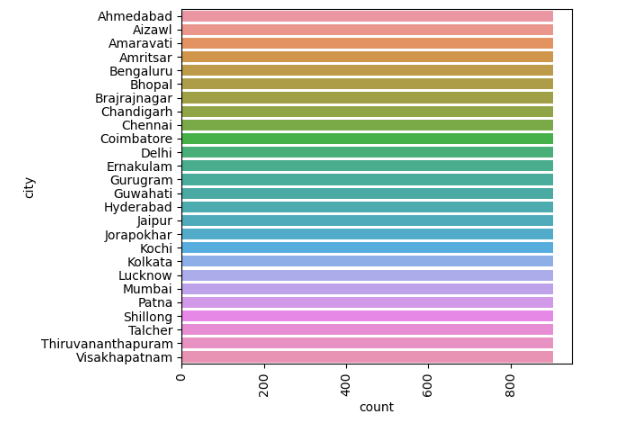 Ahmedabad
Aizawl
Amaravati
Amritsar
Bengaluru
Bhopal
Brajrajnagar
Chandigarh
Chennai
Coimbatore
Delhi
Ernakulam
Gurugram
Guwahati
Hyderabad
Jaipur
Jorapokhar
Kochi
Kolkata
Lucknow
Mumbai
Patna
Shillong
Talcher
Thiruvananthapuram
Visakhapatnam
city
0 200 400 600 800
count